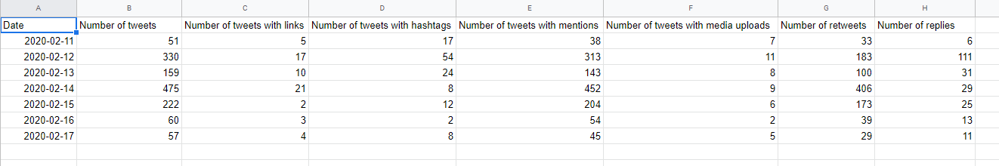 A B C D E F G H
Date Number of tweets Number of tweets with links Number of tweets with hashtags Number of tweets with mentions Number of tweets with media uploads Number of retweets Number of replies
2020-02-11 51 5 17 38 7 33 6
2020-02-12 330 17 54 313 11 183 111
2020-02-13 159 10 24 143 8 100 31
2020-02-14 475 21 8 452 9 406 29
2020-02-15 222 2 12 204 6 173 25
2020-02-16 60 3 2 54 2 39 13
2020-02-17 57 4 8 45 5 29 11